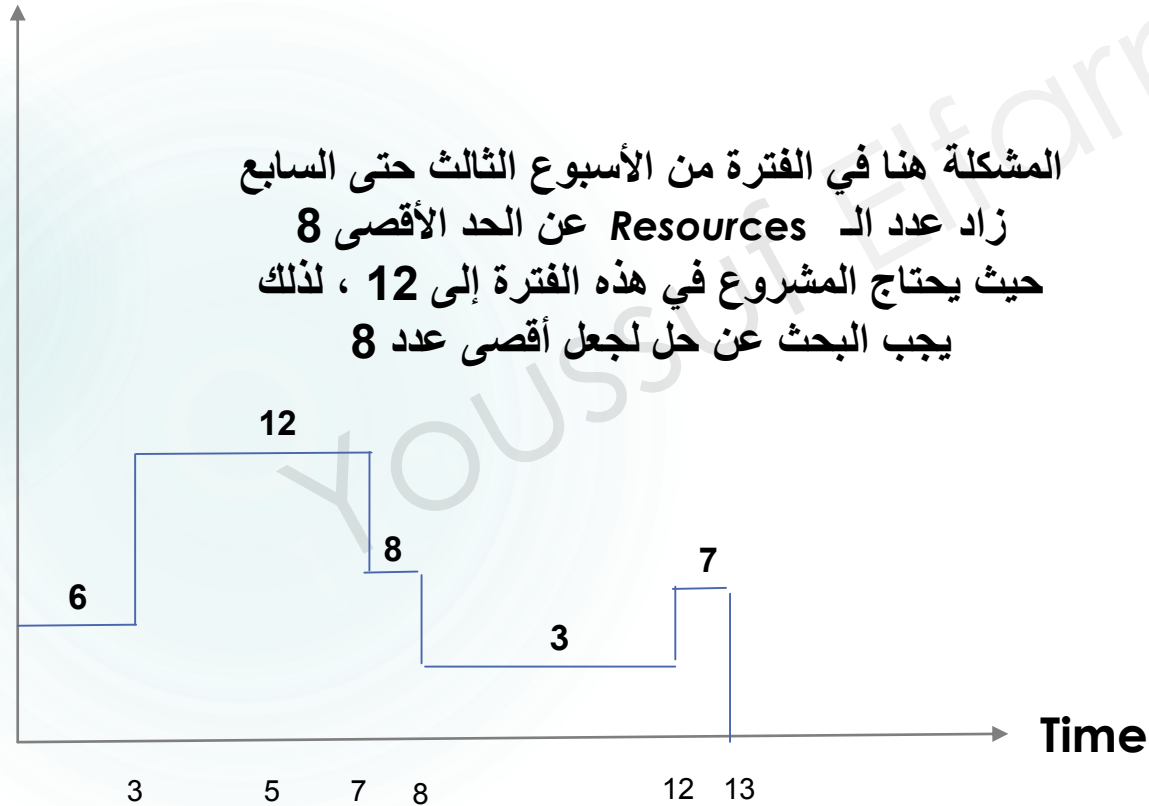 المشكلة هنا في الفترة من الأسبوع الثالث حتى السابع
زاد عدد الـ Resources عن الحد الأقصى 8
حيث يحتاج المشروع في هذه الفترة إلى 12 ، لذلك
يجب البحث عن حل لجعل أقصى عدد 8
12
8
7
6
3
Time
3 5 7 8 12 13
Youssuf